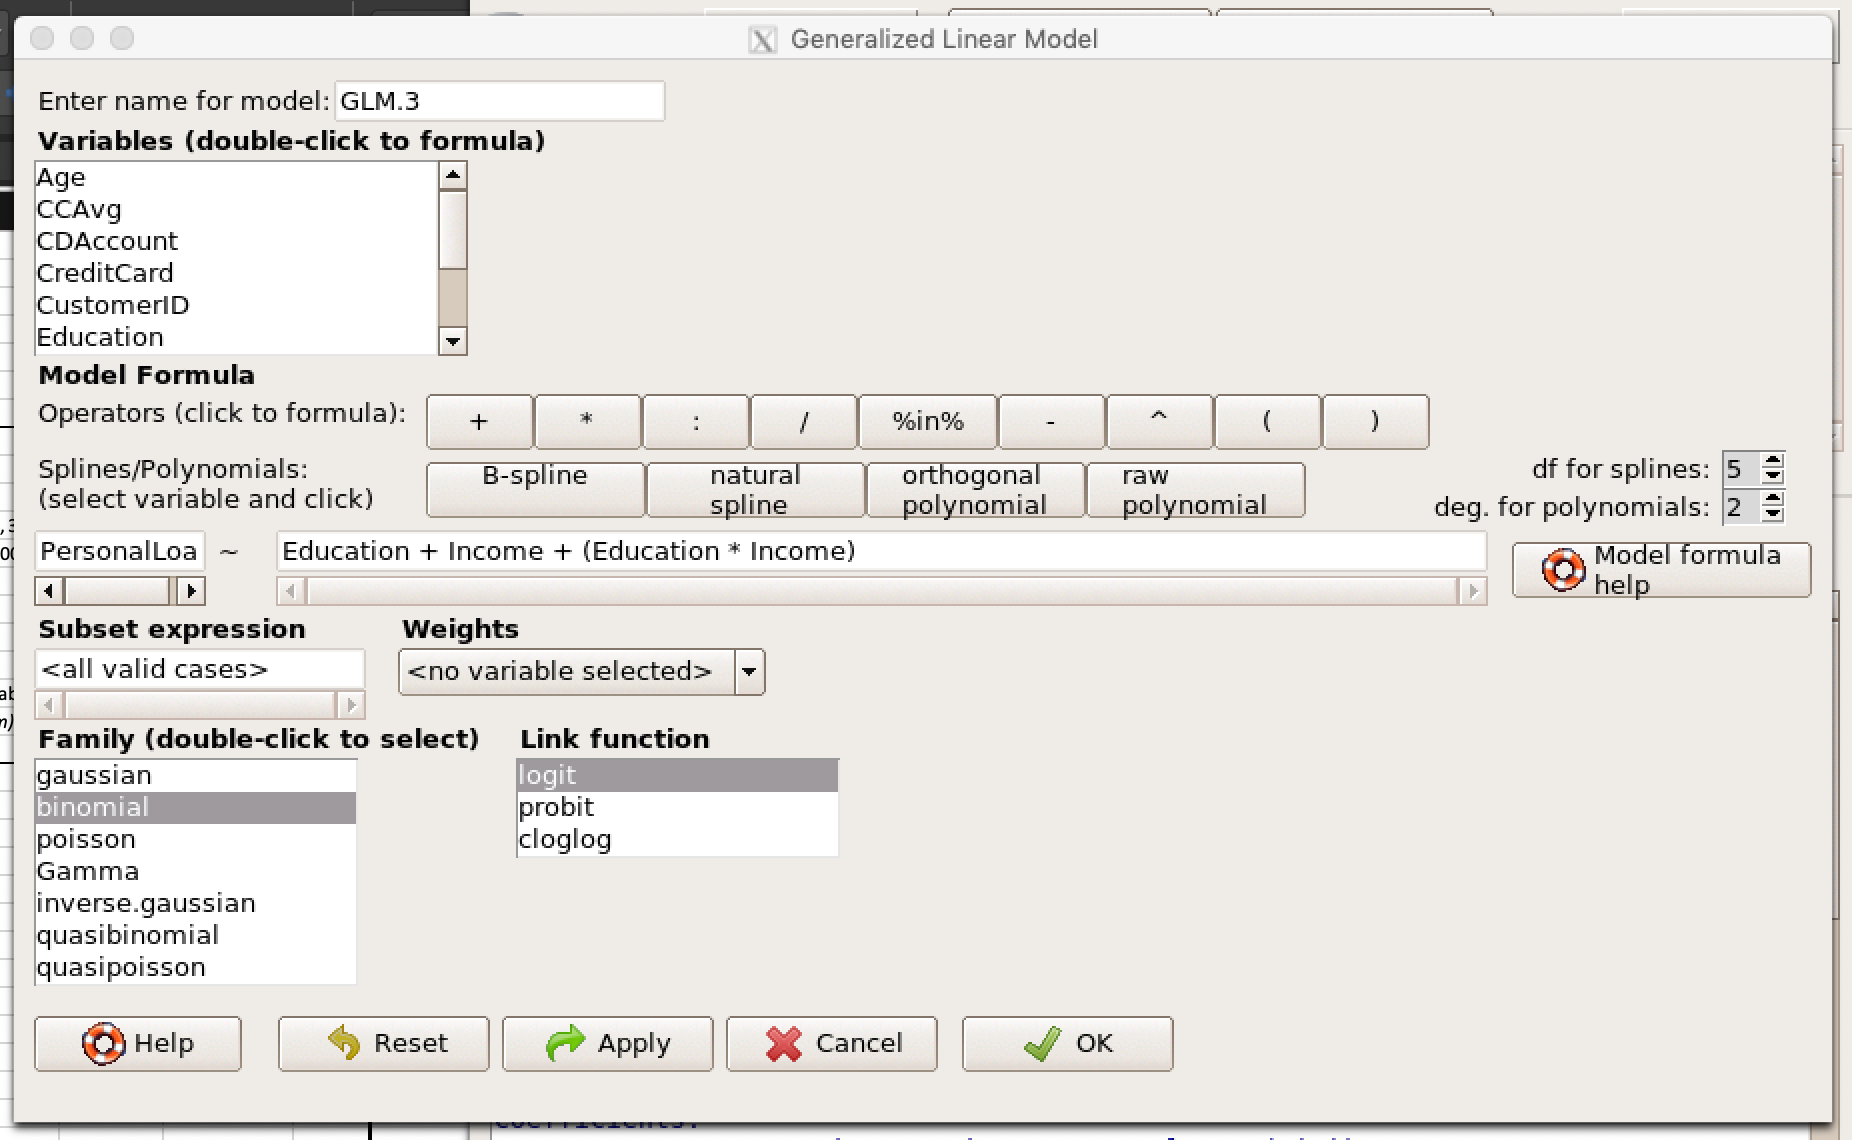 Generalized Linear Model
Enter name for model: GLM.3
Variables (double-click to formula)
Age
CCAvg
CDAccount
CreditCard
CustomerID
Education
Model Formula
Operators (click to formula): + * : / %in% - ^ ( )
Splines/Polynomials:
(select variable and click)
B-spline
natural
spline
orthogonal
polynomial
raw
polynomial
df for splines: 5
deg. for polynomials: 2
PersonalLoa ~ Education + Income + (Education * Income)
Model formula
help
Subset expression
<all valid cases>
Weights
<no variable selected>
Family (double-click to select)
gaussian
binomial
poisson
Gamma
inverse.gaussian
quasibinomial
quasipoisson
Link function
logit
probit
cloglog
Help Reset Apply Cancel OK